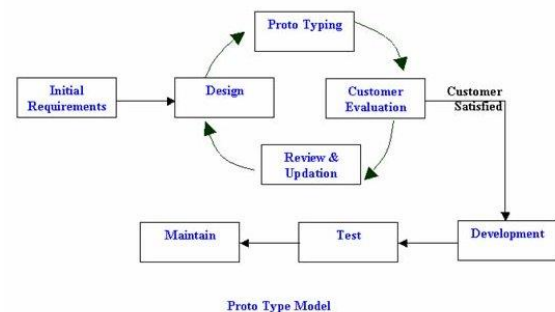 Proto Typing
Initial
Requirements
Design
Customer
Evaluation
Customer
Satisfied
Review &
Updation
Maintain
Test
Development
Proto Type Model